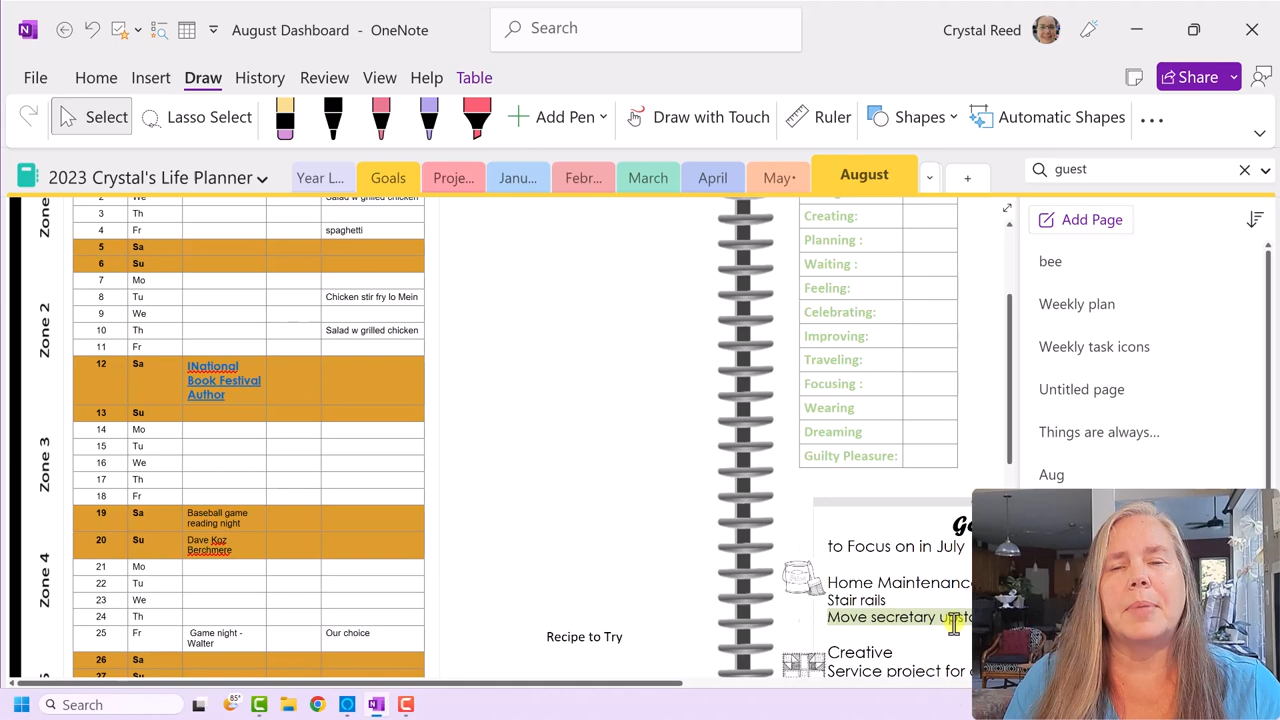 August Dashboard - OneNote
Search
Crystal Reed
File
Home
Insert
Draw
History
Review
View
Help
Table
Share
Select
Lasso Select
Add Pen
Draw with Touch
Ruler
Shapes
Automatic Shapes
2023 Crystal's Life Planner
Year L...
Goals
Proje...
Janu...
Febr...
March
April
May•
August
+
guest
Add Page
bee
Weekly plan
Weekly task icons
Untitled page
Things are always...
Aug
Zone
Zone 2
Zone 3
Zone 4
2 We Salad w grilled chicken
3 Th
4 Fr spaghetti
5 Sa
6 Su
7 Mo
8 Tu Chicken stir fry lo Mein
9 We
10 Th Salad w grilled chicken
11 Fr
12 Sa INational
Book Festival
Author
13 Su
14 Mo
15 Tu
16 We
17 Th
18 Fr
19 Sa Baseball game
reading night
20 Su Dave Koz
Berchmere
21 Mo
22 Tu
23 We
24 Th
25 Fr Game night - Our choice
Walter
26 Sa
27 Su
Recipe to Try
Creating:
Planning :
Waiting :
Feeling:
Celebrating:
Improving:
Traveling:
Focusing :
Wearing
Dreaming
Guilty Pleasure:
to Focus on in July
Home Maintenance
Stair rails
Move secretary
Creative
Service project for
Search
85°